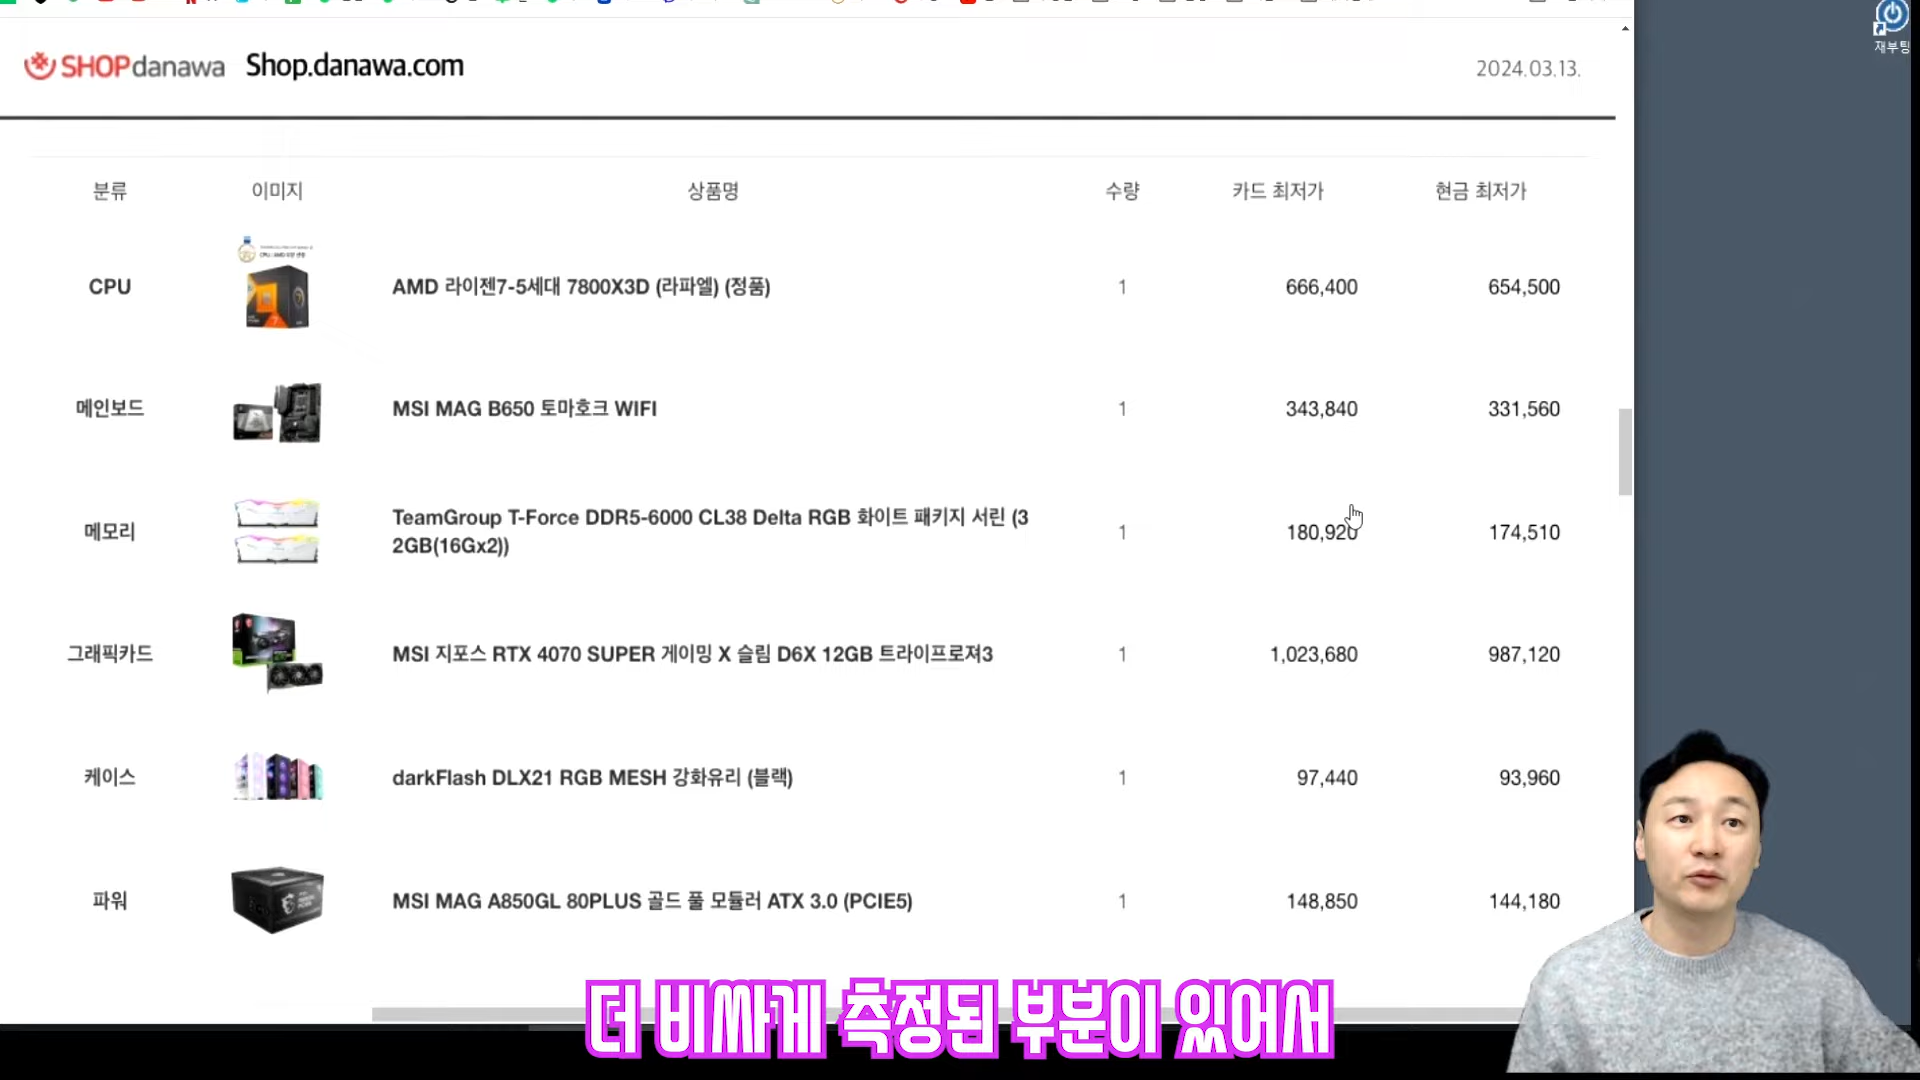 재부팅
SHOPdanawa Shop.danawa.com 2024.03.13.
분류 이미지 상품명 수량 카드 최저가 현금 최저가
CPU AMD 라이젠7-5세대 7800X3D (라파엘) (정품) 1 666,400 654,500
메인보드 MSI MAG B650 토마호크 WIFI 1 343,840 331,560
메모리 TeamGroup T-Force DDR5-6000 CL38 Delta RGB 화이트 패키지 서린 (3
2GB(16Gx2)) 1 180,920 174,510
그래픽카드 MSI 지포스 RTX 4070 SUPER 게이밍 X 슬림 D6X 12GB 트라이프로져3 1 1,023,680 987,120
케이스 darkFlash DLX21 RGB MESH 강화유리 (블랙) 1 97,440 93,960
파워 MSI MAG A850GL 80PLUS 골드 풀 모듈러 ATX 3.0 (PCIE5) 1 148,850 144,180
더 비싸게 측정된 부분이 있어서